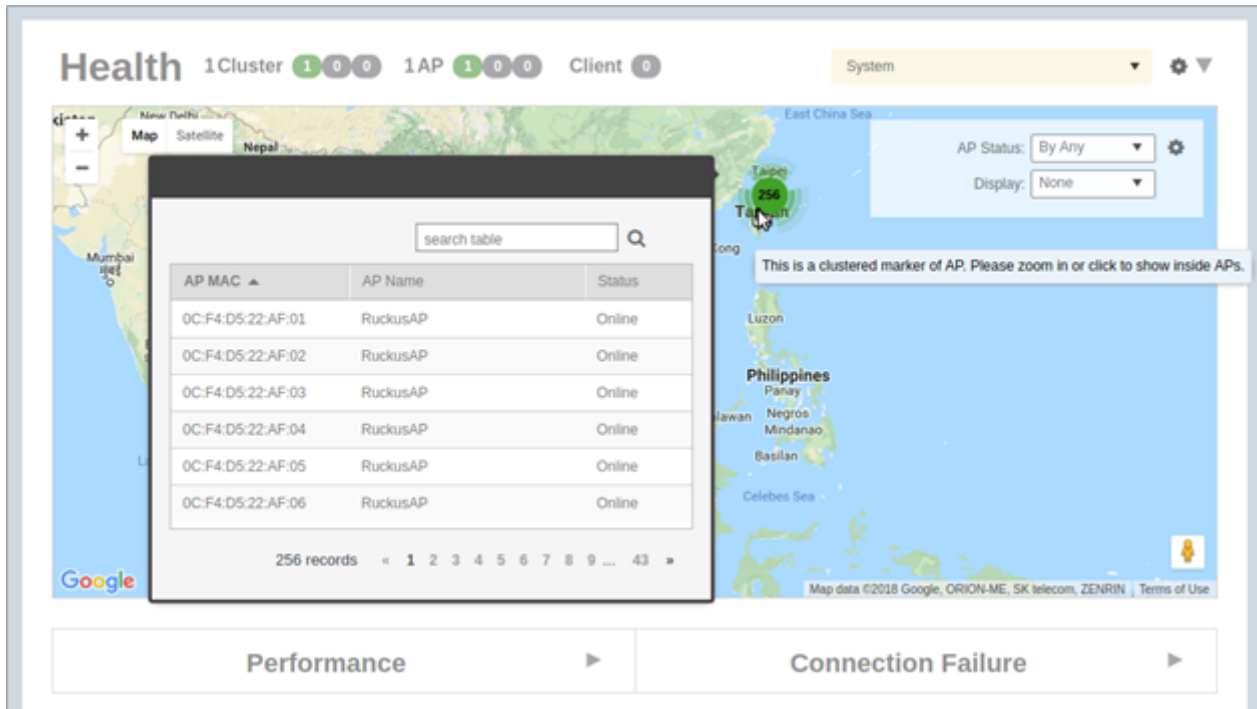 Health 1Cluster 1 0 0 1AP 1 0 0 Client 0 System
New Delhi
Map Satellite
Nepal
East China Sea
AP Status: By Any
Display: None
Taipei
256
Taiwan
Mumbai
मुंबई
search table
This is a clustered marker of AP. Please zoom in or click to show inside APs.
AP MAC AP Name Status
0C:F4:D5:22:AF:01 RuckusAP Online
0C:F4:D5:22:AF:02 RuckusAP Online
0C:F4:D5:22:AF:03 RuckusAP Online
0C:F4:D5:22:AF:04 RuckusAP Online
0C:F4:D5:22:AF:05 RuckusAP Online
0C:F4:D5:22:AF:06 RuckusAP Online
256 records « 1 2 3 4 5 6 7 8 9 ... 43 »
Luzon
Philippines
Panay
Negros
Mindanao
Basilan
Celebes Sea
Google
Map data ©2018 Google, ORION-ME, SK telecom, ZENRIN Terms of Use
Performance
Connection Failure